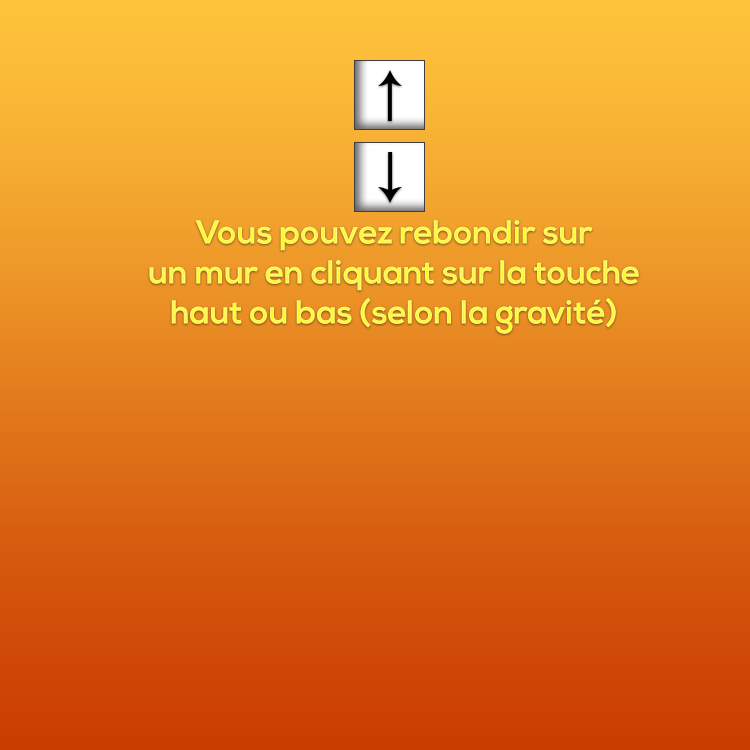 ↑
↓
Vous pouvez rebondir sur
un mur en cliquant sur la touche
haut ou bas (selon la gravité)